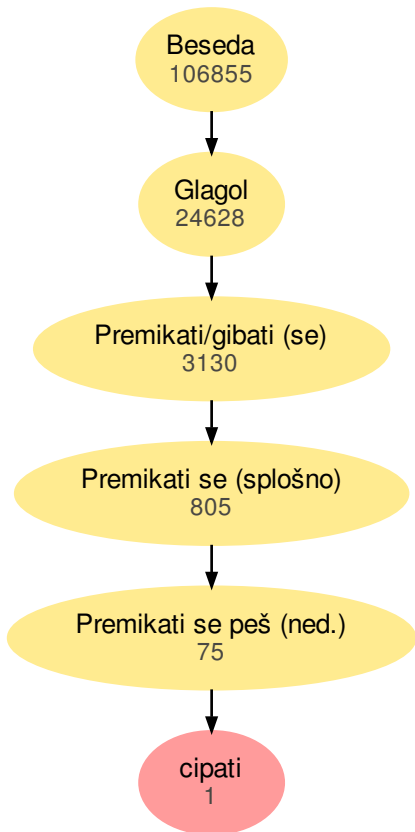 Beseda
106855
Glagol
24628
Premikati/gibati (se)
3130
Premikati se (splošno)
805
Premikati se peš (ned.)
75
cipati
1